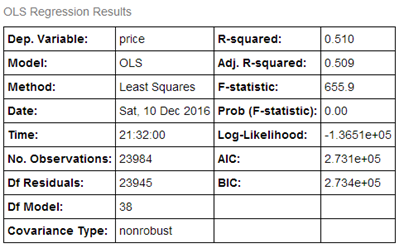 OLS Regression Results
Dep. Variable: price R-squared: 0.510
Model: OLS Adj. R-squared: 0.509
Method: Least Squares F-statistic: 655.9
Date: Sat, 10 Dec 2016 Prob (F-statistic): 0.00
Time: 21:32:00 Log-Likelihood: -1.3651e+05
No. Observations: 23984 AIC: 2.731e+05
Df Residuals: 23945 BIC: 2.734e+05
Df Model: 38
Covariance Type: nonrobust